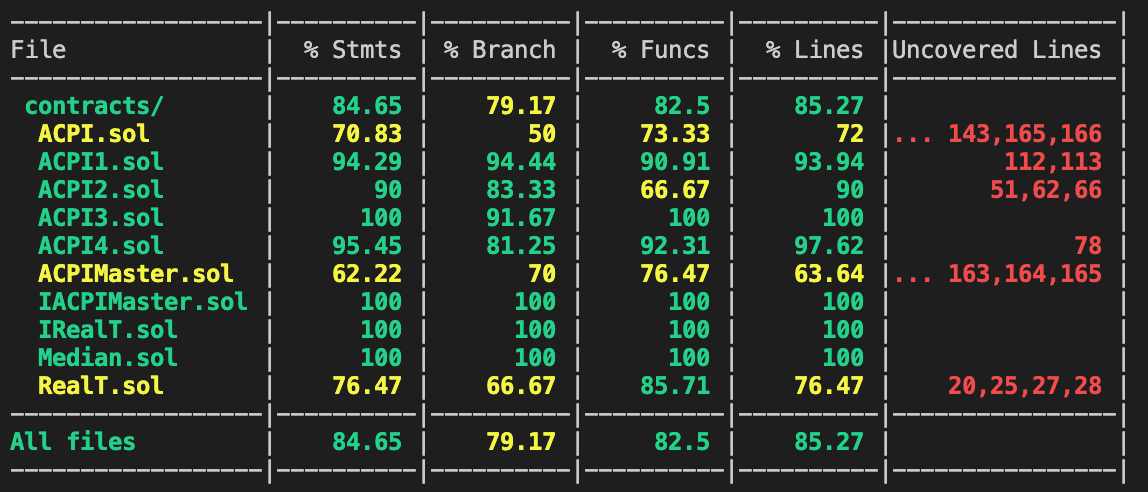 File | % Stmts | % Branch | % Funcs | % Lines |Uncovered Lines |
contracts/ | 84.65 | 79.17 | 82.5 | 85.27 | |
ACPI.sol | 70.83 | 50 | 73.33 | 72 |... 143,165,166 |
ACPI1.sol | 94.29 | 94.44 | 90.91 | 93.94 | 112,113 |
ACPI2.sol | 90 | 83.33 | 66.67 | 90 | 51,62,66 |
ACPI3.sol | 100 | 91.67 | 100 | 100 | |
ACPI4.sol | 95.45 | 81.25 | 92.31 | 97.62 | 78 |
ACPIMaster.sol | 62.22 | 70 | 76.47 | 63.64 |... 163,164,165 |
IACPIMaster.sol | 100 | 100 | 100 | 100 | |
IRealT.sol | 100 | 100 | 100 | 100 | |
Median.sol | 100 | 100 | 100 | 100 | |
RealT.sol | 76.47 | 66.67 | 85.71 | 76.47 | 20,25,27,28 |
All files | 84.65 | 79.17 | 82.5 | 85.27 | |